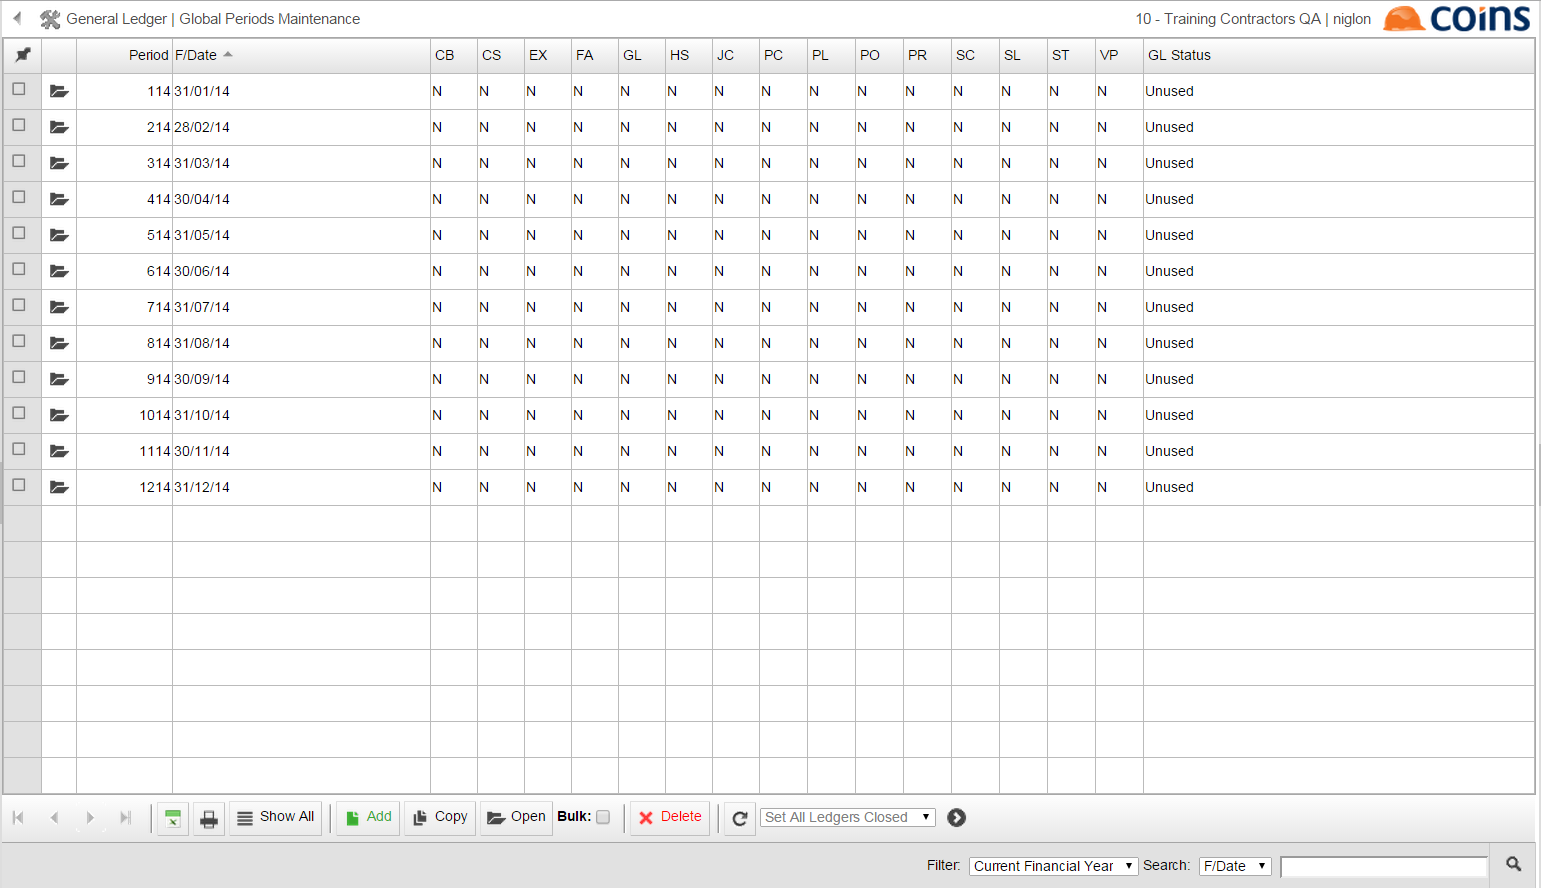 General Ledger | Global Periods Maintenance 10 - Training Contractors QA | niglon coins
Period F/Date CB CS EX FA GL HS JC PC PL PO PR SC SL ST VP GL Status
114 31/01/14 N N N N N N N N N N N N N N N Unused
214 28/02/14 N N N N N N N N N N N N N N N Unused
314 31/03/14 N N N N N N N N N N N N N N N Unused
414 30/04/14 N N N N N N N N N N N N N N N Unused
514 31/05/14 N N N N N N N N N N N N N N N Unused
614 30/06/14 N N N N N N N N N N N N N N N Unused
714 31/07/14 N N N N N N N N N N N N N N N Unused
814 31/08/14 N N N N N N N N N N N N N N N Unused
914 30/09/14 N N N N N N N N N N N N N N N Unused
1014 31/10/14 N N N N N N N N N N N N N N N Unused
1114 30/11/14 N N N N N N N N N N N N N N N Unused
1214 31/12/14 N N N N N N N N N N N N N N N Unused
Show All Add Copy Open Bulk: Delete Set All Ledgers Closed
Filter: Current Financial Year Search: F/Date